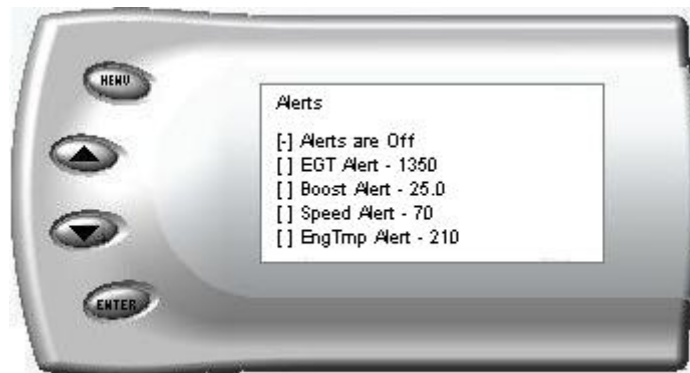 MENU
Alerts
[-] Alerts are Off
[ ] EGT Alert - 1350
[ ] Boost Alert - 25.0
[ ] Speed Alert - 70
[ ] EngTmp Alert - 210
ENTER